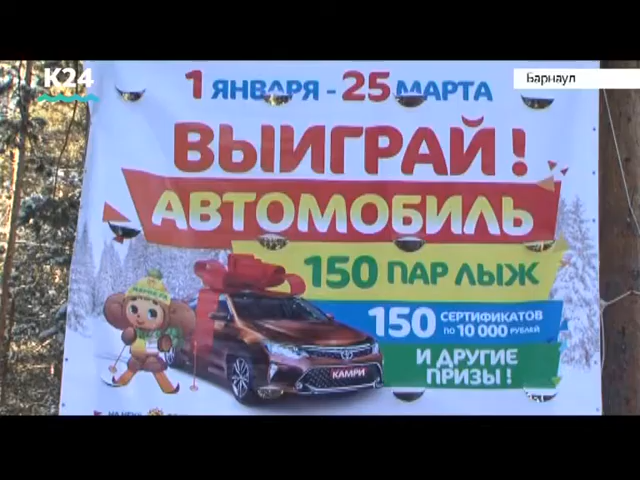 К24
Барнаул
1 ЯНВАРЯ - 25 МАРТА
ВЫИГРАЙ!
АВТОМОБИЛЬ
150 ПАР ЛЫЖ
150 СЕРТИФИКАТОВ
ПО 10 000 РУБЛЕЙ
И ДРУГИЕ
ПРИЗЫ!
КАМРИ